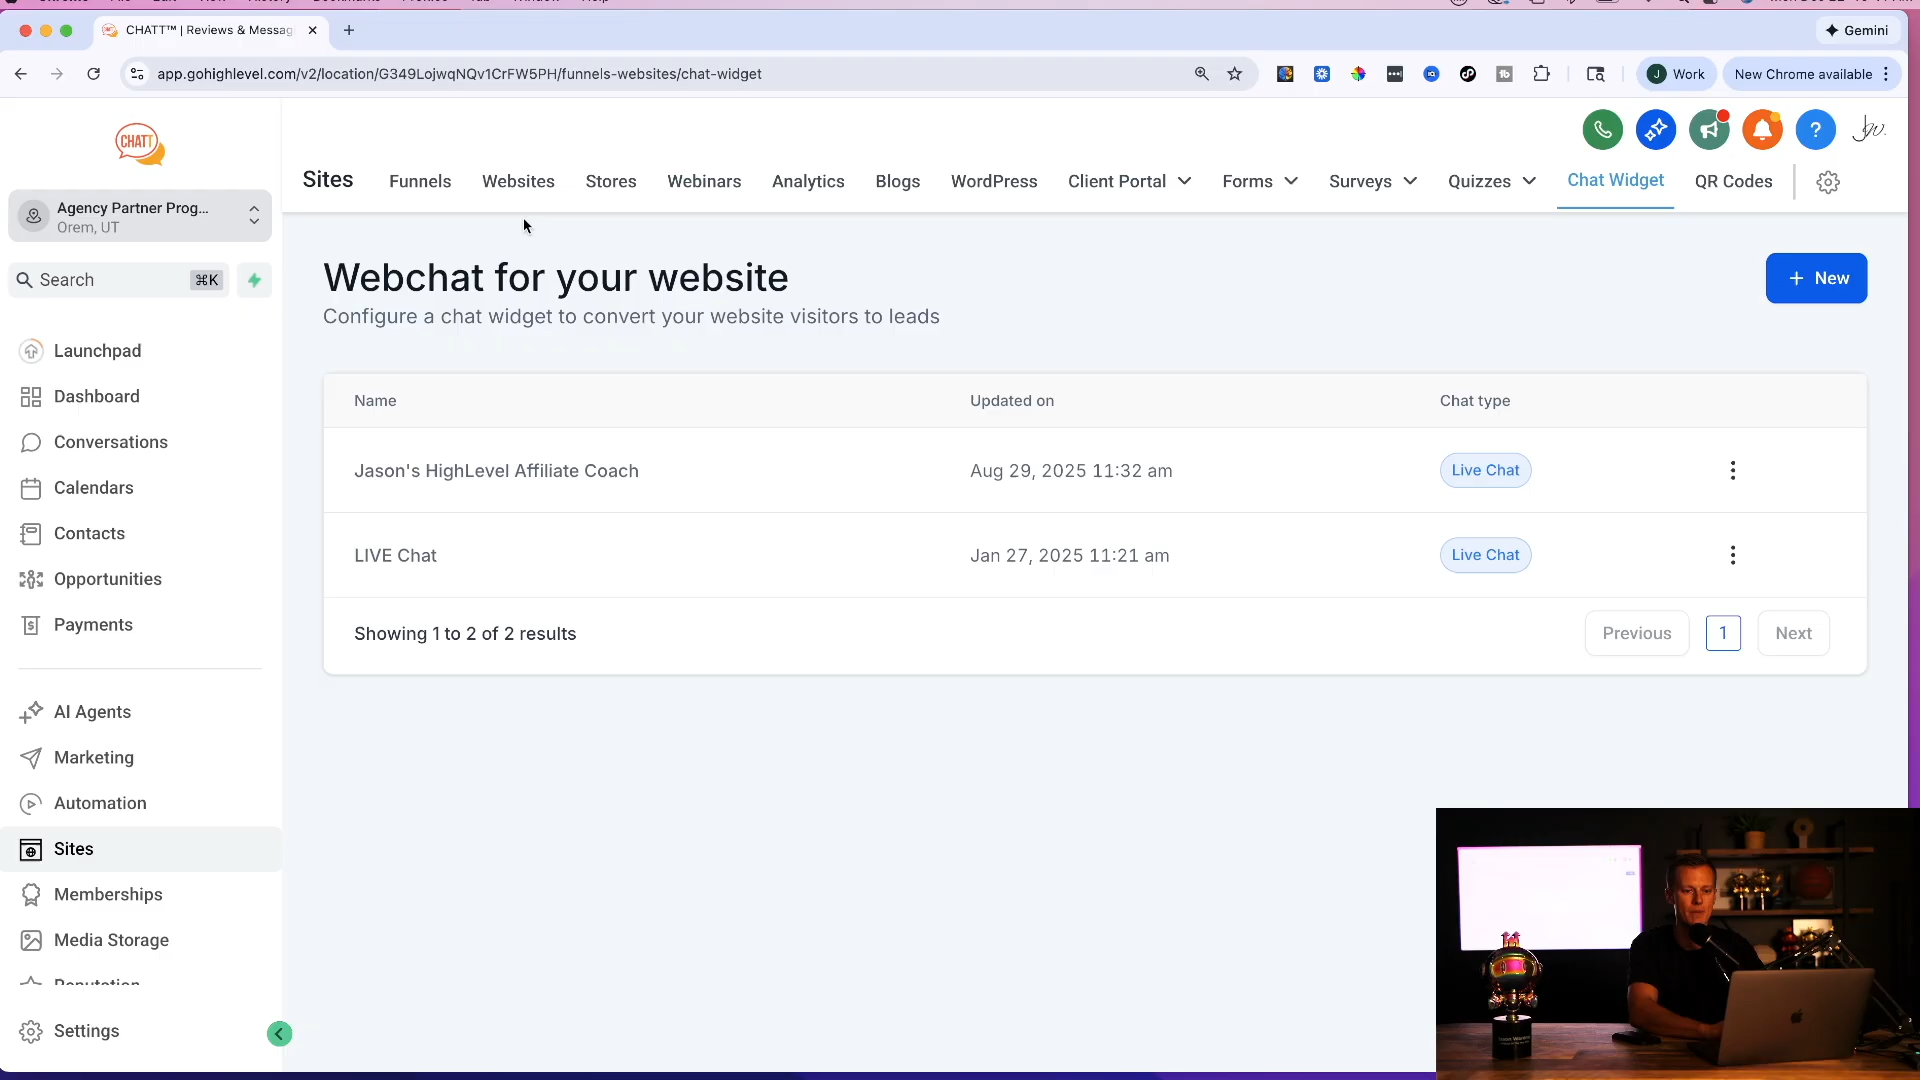 CHATT™ | Reviews & Messag
Gemini
app.gohighlevel.com/v2/location/G349LojwqNQv1CrFW5PH/funnels-websites/chat-widget
J
Work
New Chrome available
CHATT
Agency Partner Prog...
Orem, UT
Search
⌘K
Launchpad
Dashboard
Conversations
Calendars
Contacts
Opportunities
Payments
AI Agents
Marketing
Automation
Sites
Memberships
Media Storage
Reputation
Settings
Sites
Funnels
Websites
Stores
Webinars
Analytics
Blogs
WordPress
Client Portal
Forms
Surveys
Quizzes
Chat Widget
QR Codes
Webchat for your website
Configure a chat widget to convert your website visitors to leads
+ New
Name Updated on Chat type
Jason's HighLevel Affiliate Coach Aug 29, 2025 11:32 am Live Chat
LIVE Chat Jan 27, 2025 11:21 am Live Chat
Showing 1 to 2 of 2 results
Previous 1 Next